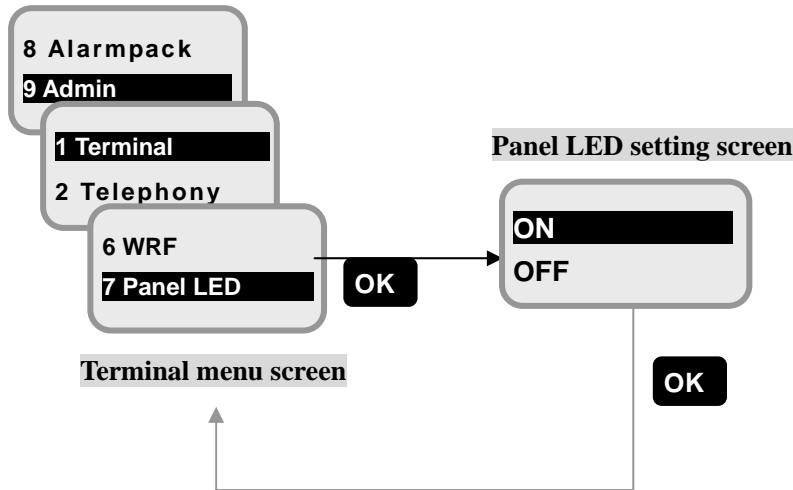 8 Alarmpack
9 Admin
1 Terminal
2 Telephony
6 WRF
7 Panel LED
OK
Terminal menu screen
Panel LED setting screen
ON
OFF
OK